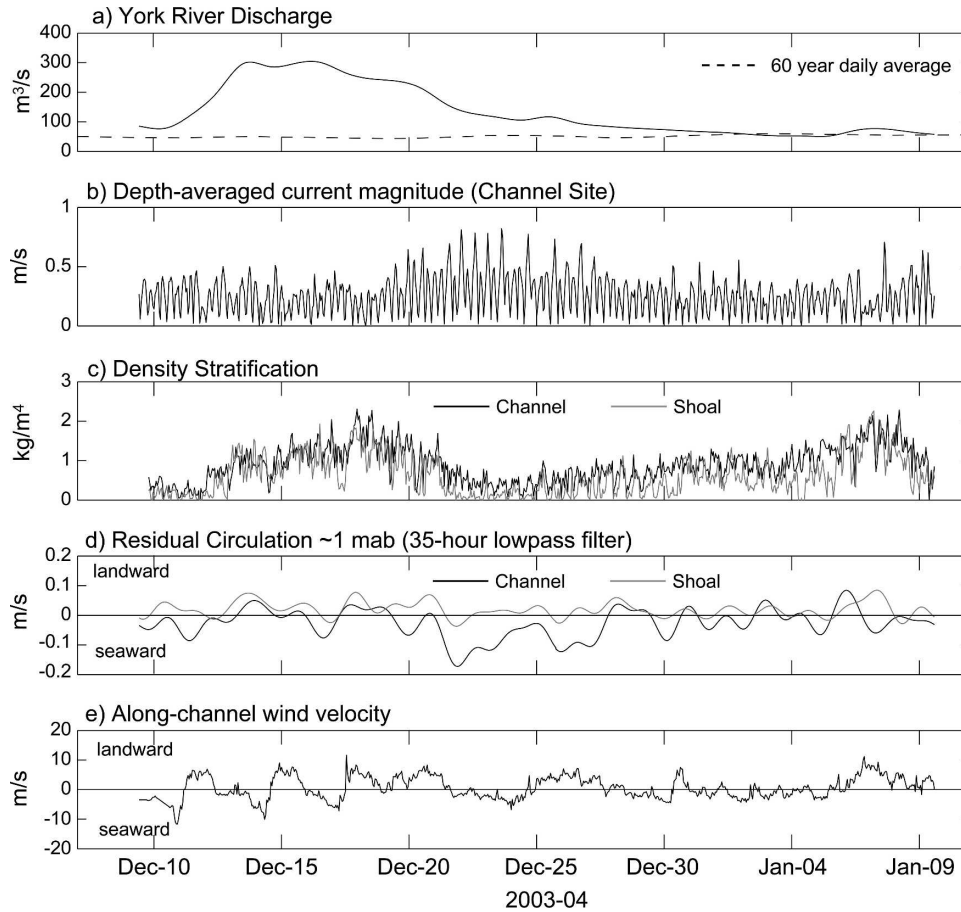 a) York River Discharge
400
300
200
100
0
m³/s
60 year daily average
b) Depth-averaged current magnitude (Channel Site)
1
0.5
0
m/s
c) Density Stratification
3
2
1
0
kg/m⁴
Channel
Shoal
d) Residual Circulation ~1 mab (35-hour lowpass filter)
0.2
0.1
0
-0.1
-0.2
m/s
landward
seaward
Channel
Shoal
e) Along-channel wind velocity
20
10
0
-10
-20
m/s
landward
seaward
Dec-10 Dec-15 Dec-20 Dec-25 Dec-30 Jan-04 Jan-09
2003-04